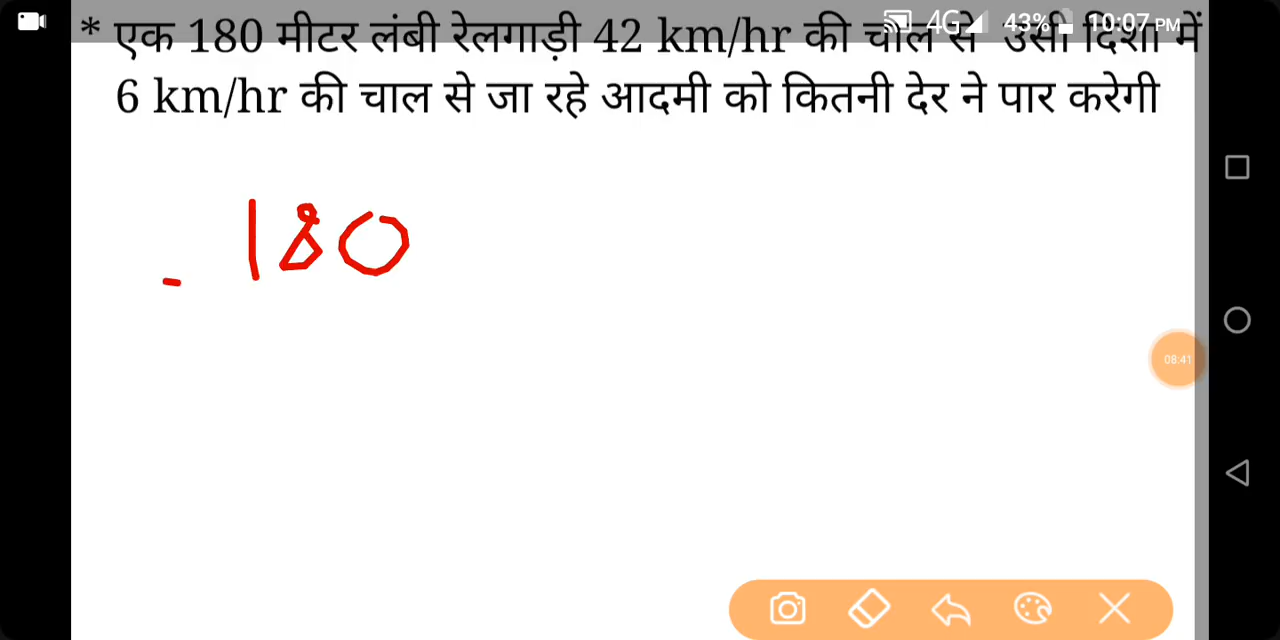 4G 43% 10:07 PM
* एक 180 मीटर लंबी रेलगाड़ी 42 km/hr की चाल से उसी दिशा में
6 km/hr की चाल से जा रहे आदमी को कितनी देर ने पार करेगी
180
08:41